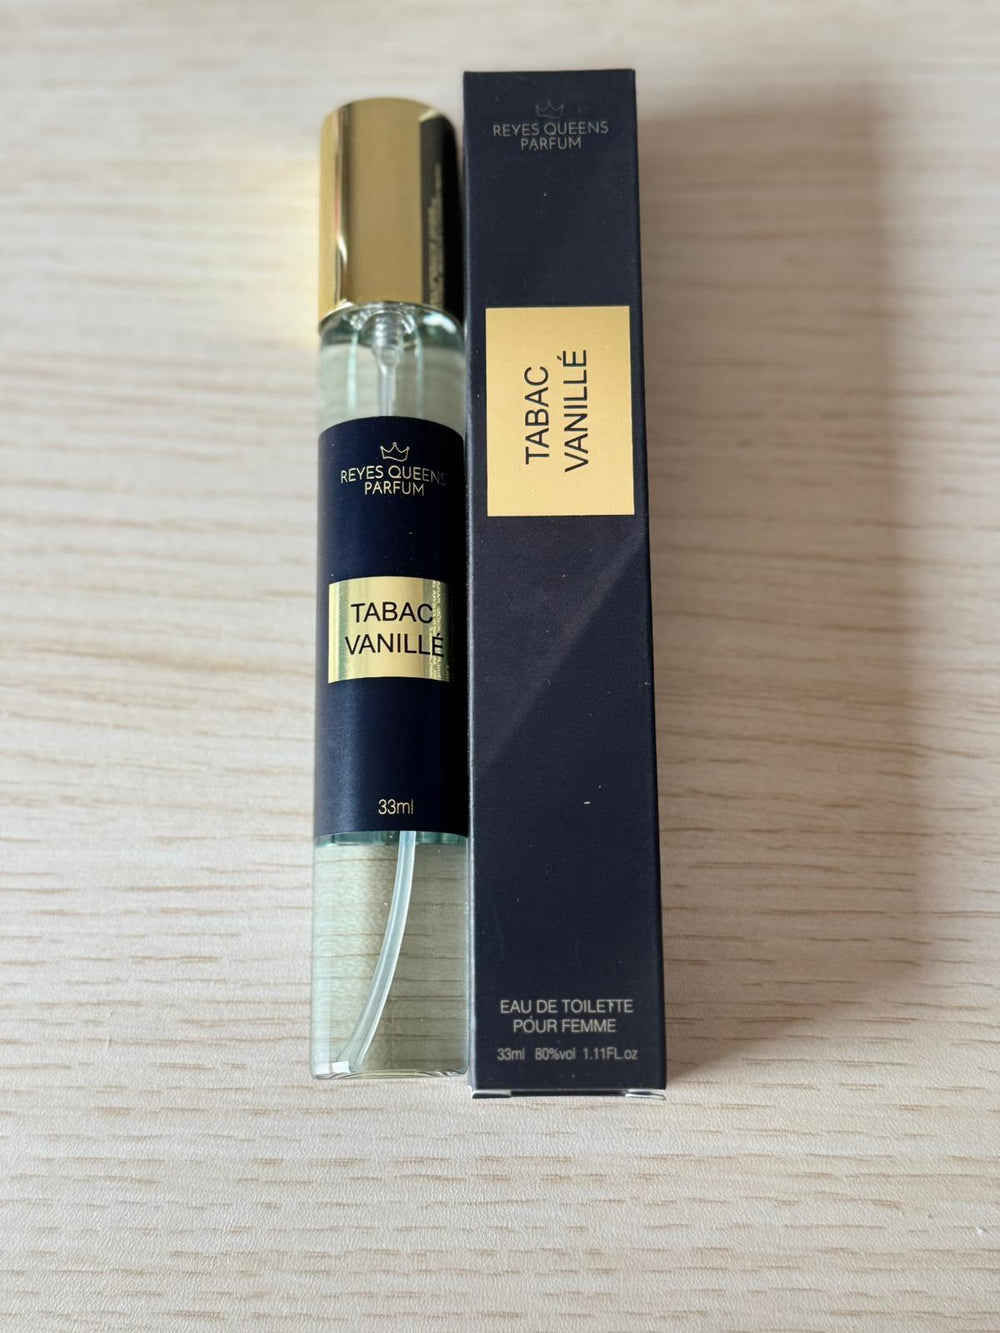 REYES QUEENS
PARFUM
TABAC
VANILLÉ
33ml
REYES QUEENS
PARFUM
TABAC
VANILLÉ
EAU DE TOILETTE
PÓUR FEMME
33ml 80%vol 1.11FL.oz